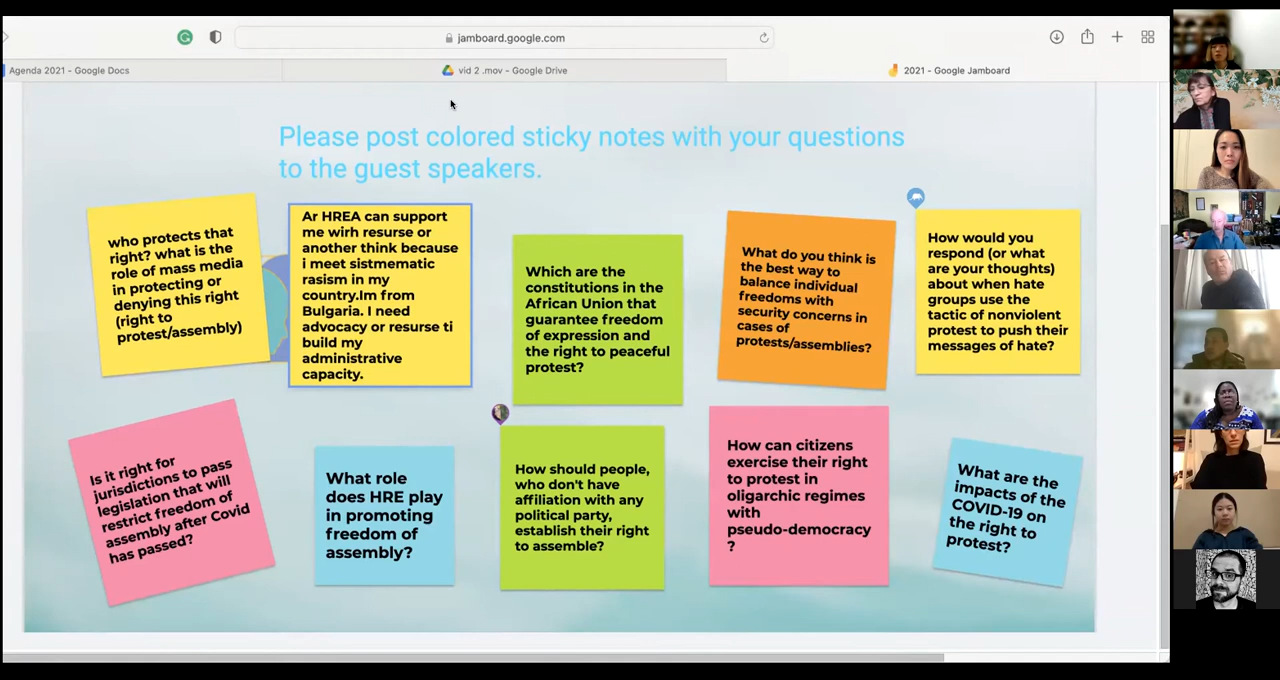 jamboard.google.com
Agenda 2021 - Google Docs
vid 2 .mov - Google Drive
2021 - Google Jamboard
Please post colored sticky notes with your questions
to the guest speakers.
who protects that
right? what is the
role of mass media
in protecting or
denying this right
(right to
protest/assembly)
Ar HREA can support
me wirh resurse or
another think because
i meet sistmematic
rasism in my
country.Im from
Bulgaria. I need
advocacy or resurse ti
build my
administrative
capacity.
Which are the
constitutions in the
African Union that
guarantee freedom
of expression and
the right to peaceful
protest?
What do you think is
the best way to
balance individual
freedoms with
security concerns in
cases of
protests/assemblies?
How would you
respond (or what
are your thoughts)
about when hate
groups use the
tactic of nonviolent
protest to push their
messages of hate?
Is it right for
jurisdictions to pass
legislation that will
restrict freedom of
assembly after Covid
has passed?
What role
does HRE play
in promoting
freedom of
assembly?
How should people,
who don't have
affiliation with any
political party,
establish their right
to assemble?
How can citizens
exercise their right
to protest in
oligarchic regimes
with
pseudo-democracy
?
What are the
impacts of the
COVID-19 on
the right to
protest?